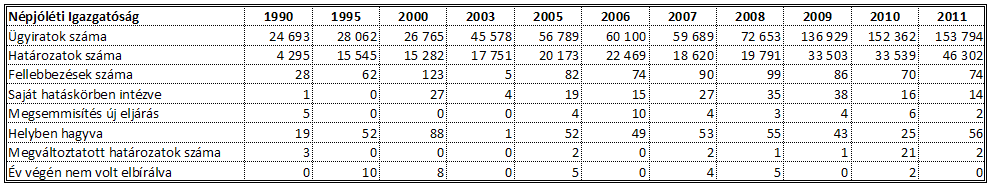 Népjóléti Igazgatóság 1990 1995 2000 2003 2005 2006 2007 2008 2009 2010 2011
Ügyiratok száma 24 693 28 062 26 765 45 578 56 789 60 100 59 689 72 653 136 929 152 362 153 794
Határozatok száma 4 295 15 545 15 282 17 751 20 173 22 469 18 620 19 791 33 503 33 539 46 302
Fellebbezések száma 28 62 123 5 82 74 90 99 86 70 74
Saját hatáskörben intézve 1 0 27 4 19 15 27 35 38 16 14
Megsemmisítés új eljárás 5 0 0 0 4 10 4 3 4 6 2
Helyben hagyva 19 52 88 1 52 49 53 55 43 25 56
Megváltoztatott határozatok száma 3 0 0 0 2 0 2 1 1 21 2
Év végén nem volt elbírálva 0 10 8 0 5 0 4 5 0 2 0